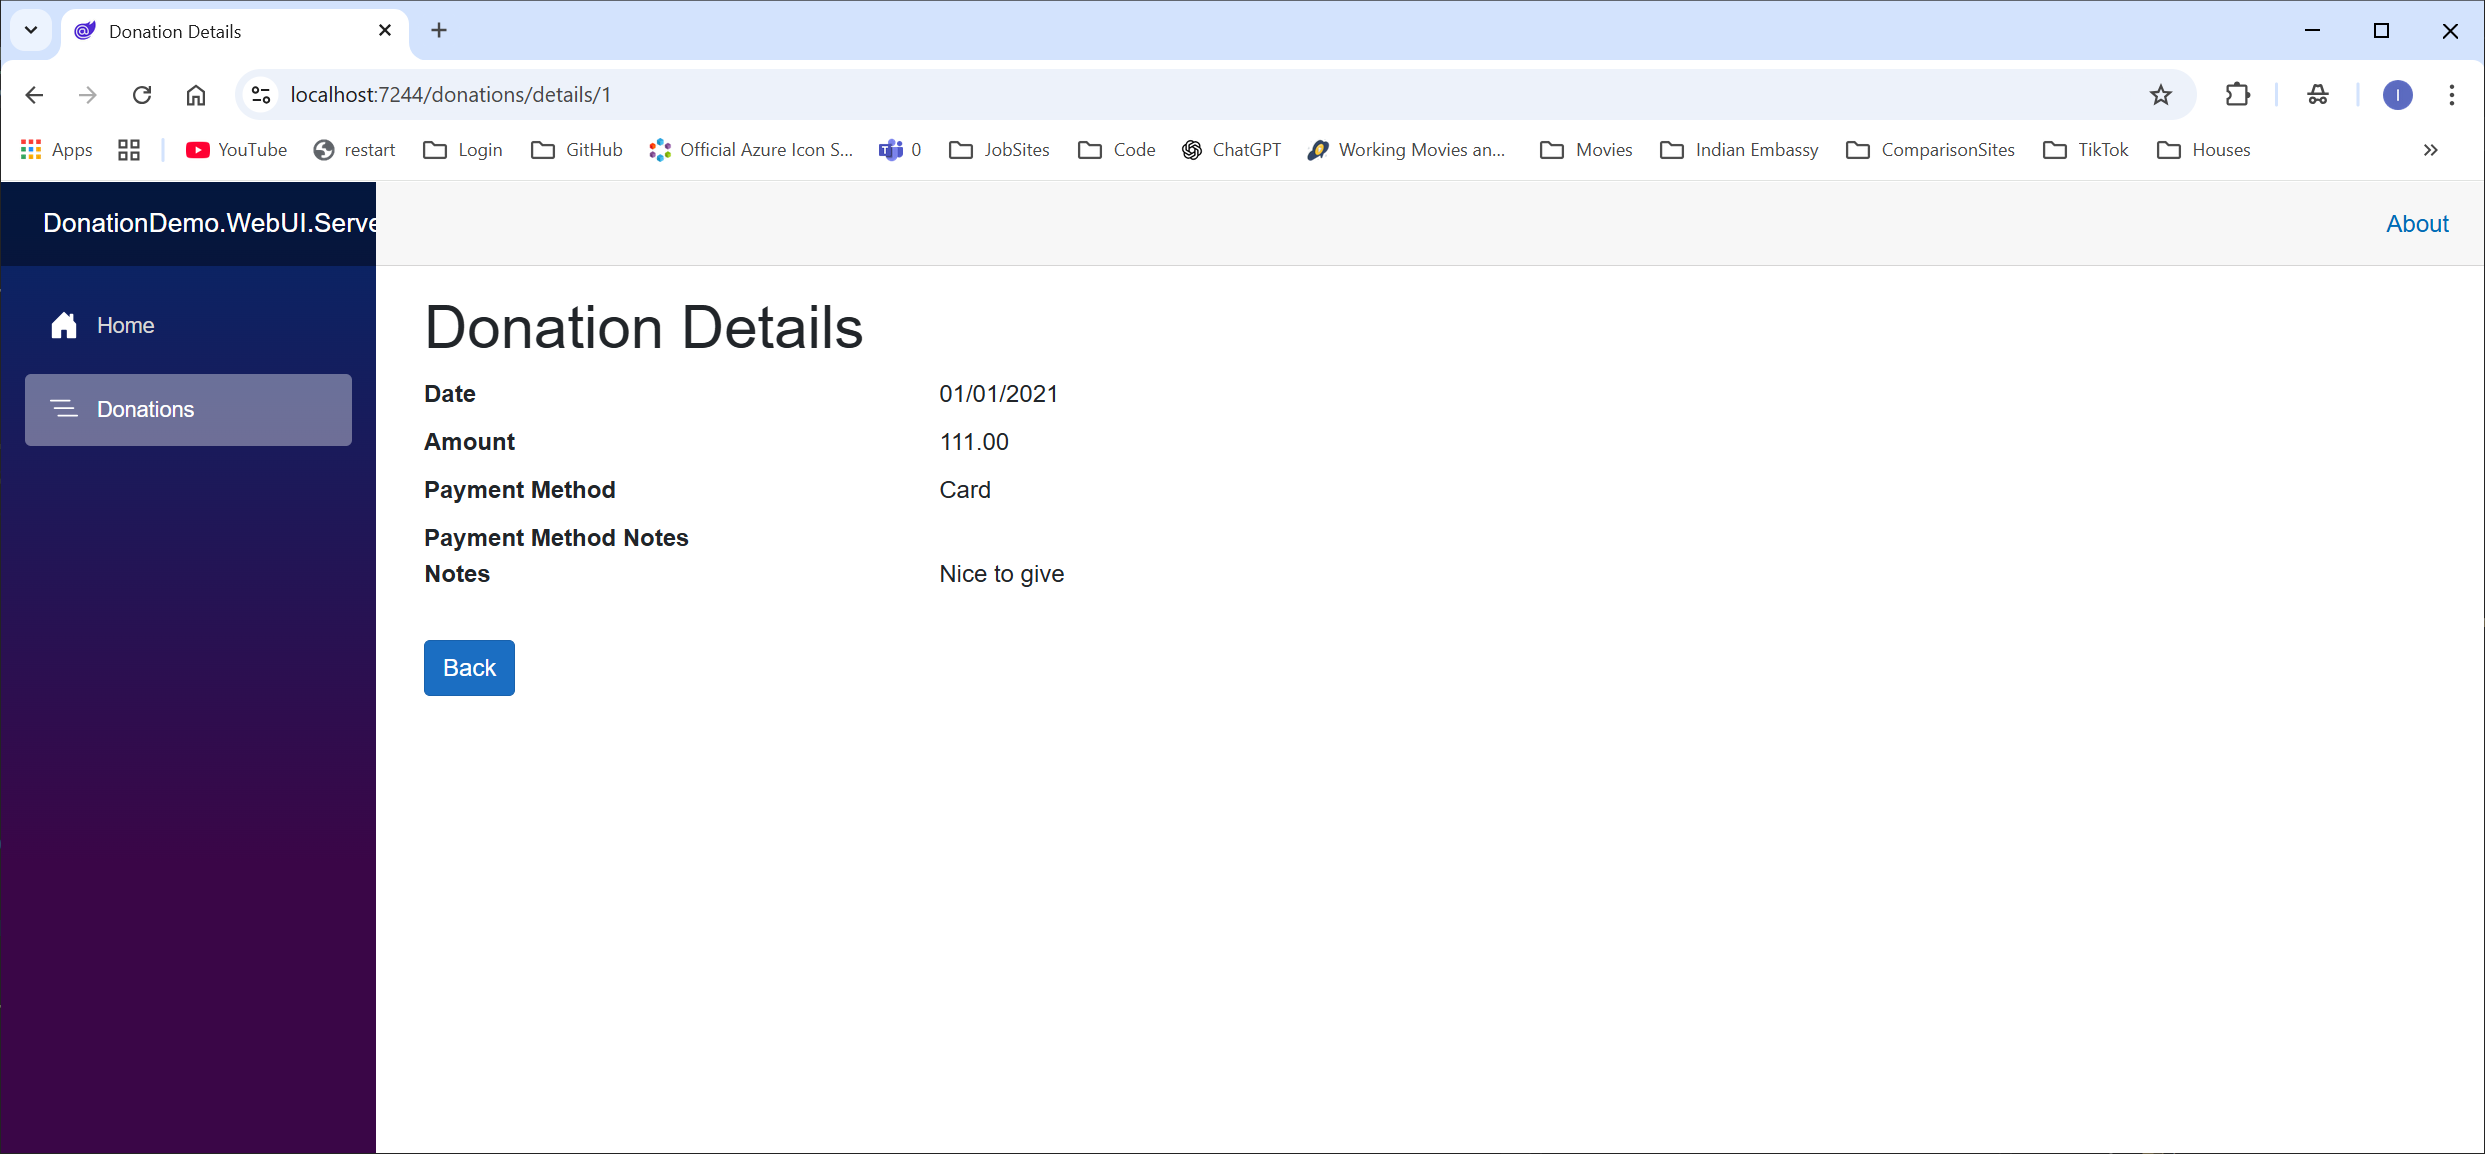 Donation Details
localhost:7244/donations/details/1
I
Apps YouTube restart Login GitHub Official Azure Icon S... 0 JobSites Code ChatGPT Working Movies an... Movies Indian Embassy ComparisonSites TikTok Houses
DonationDemo.WebUI.Serve
About
Home
Donations
Donation Details
Date 01/01/2021
Amount 111.00
Payment Method Card
Payment Method Notes
Notes Nice to give
Back